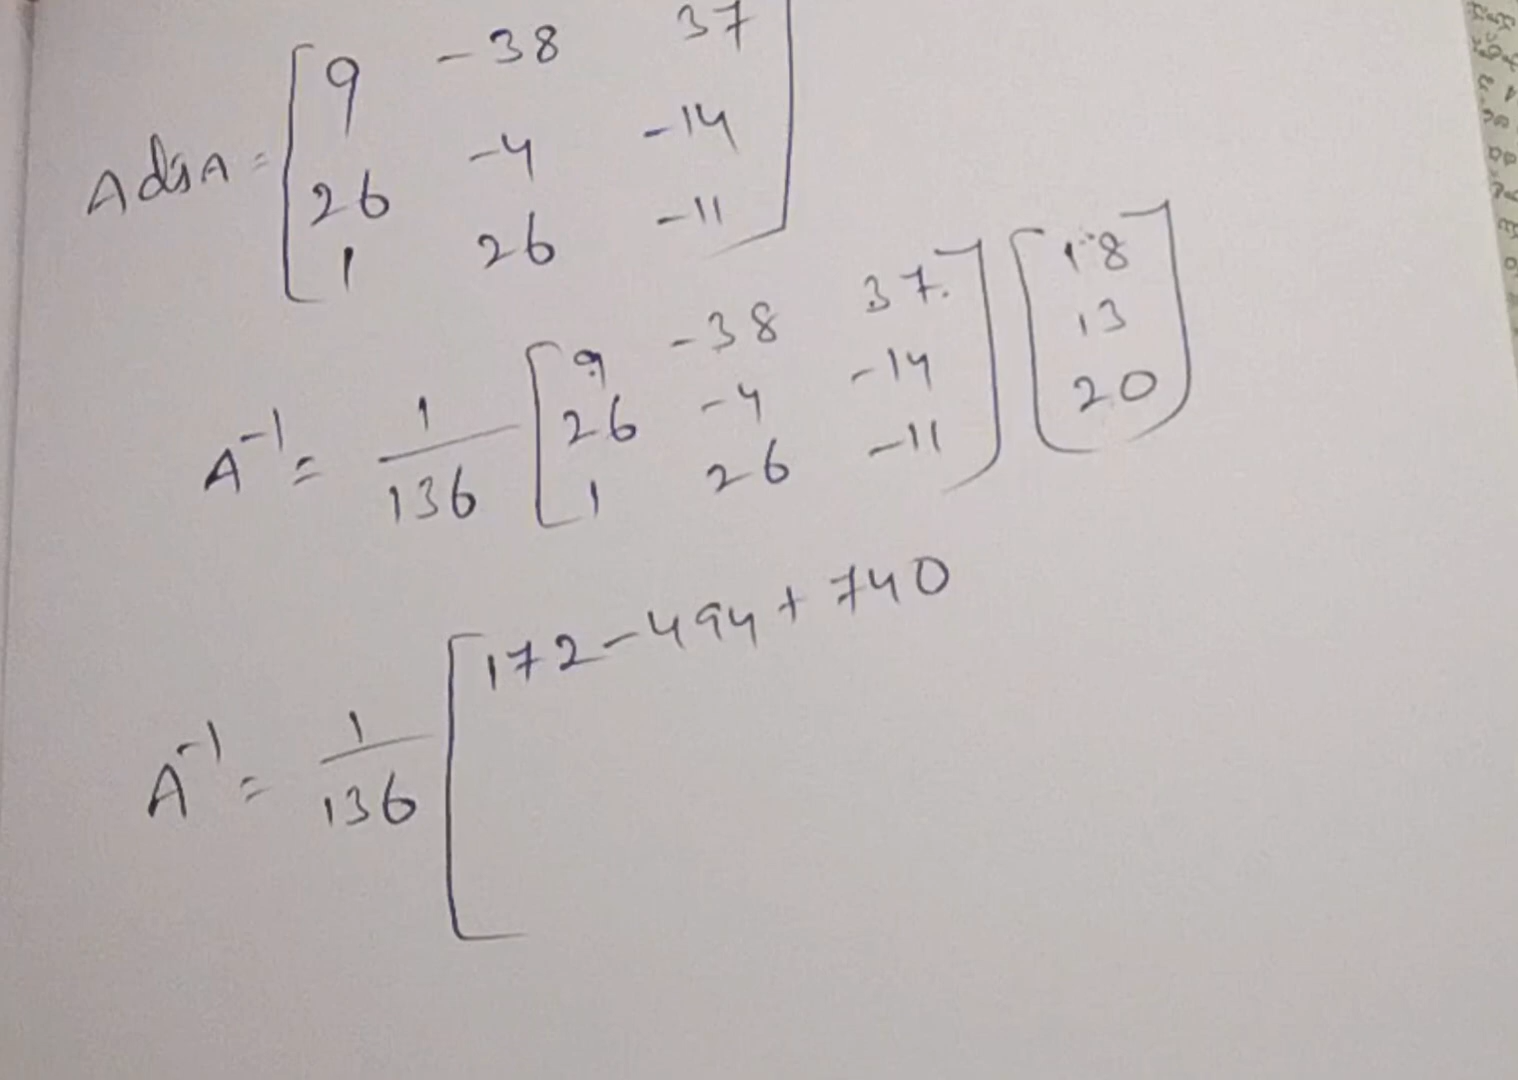 9 -38 37
Adj A = 26 -4 -14
1 26 -11
9 -38 37. 18
A⁻¹ = 1/136 26 -4 -14 13
1 26 -11 20
172 - 494 + 740
A⁻¹ = 1/136